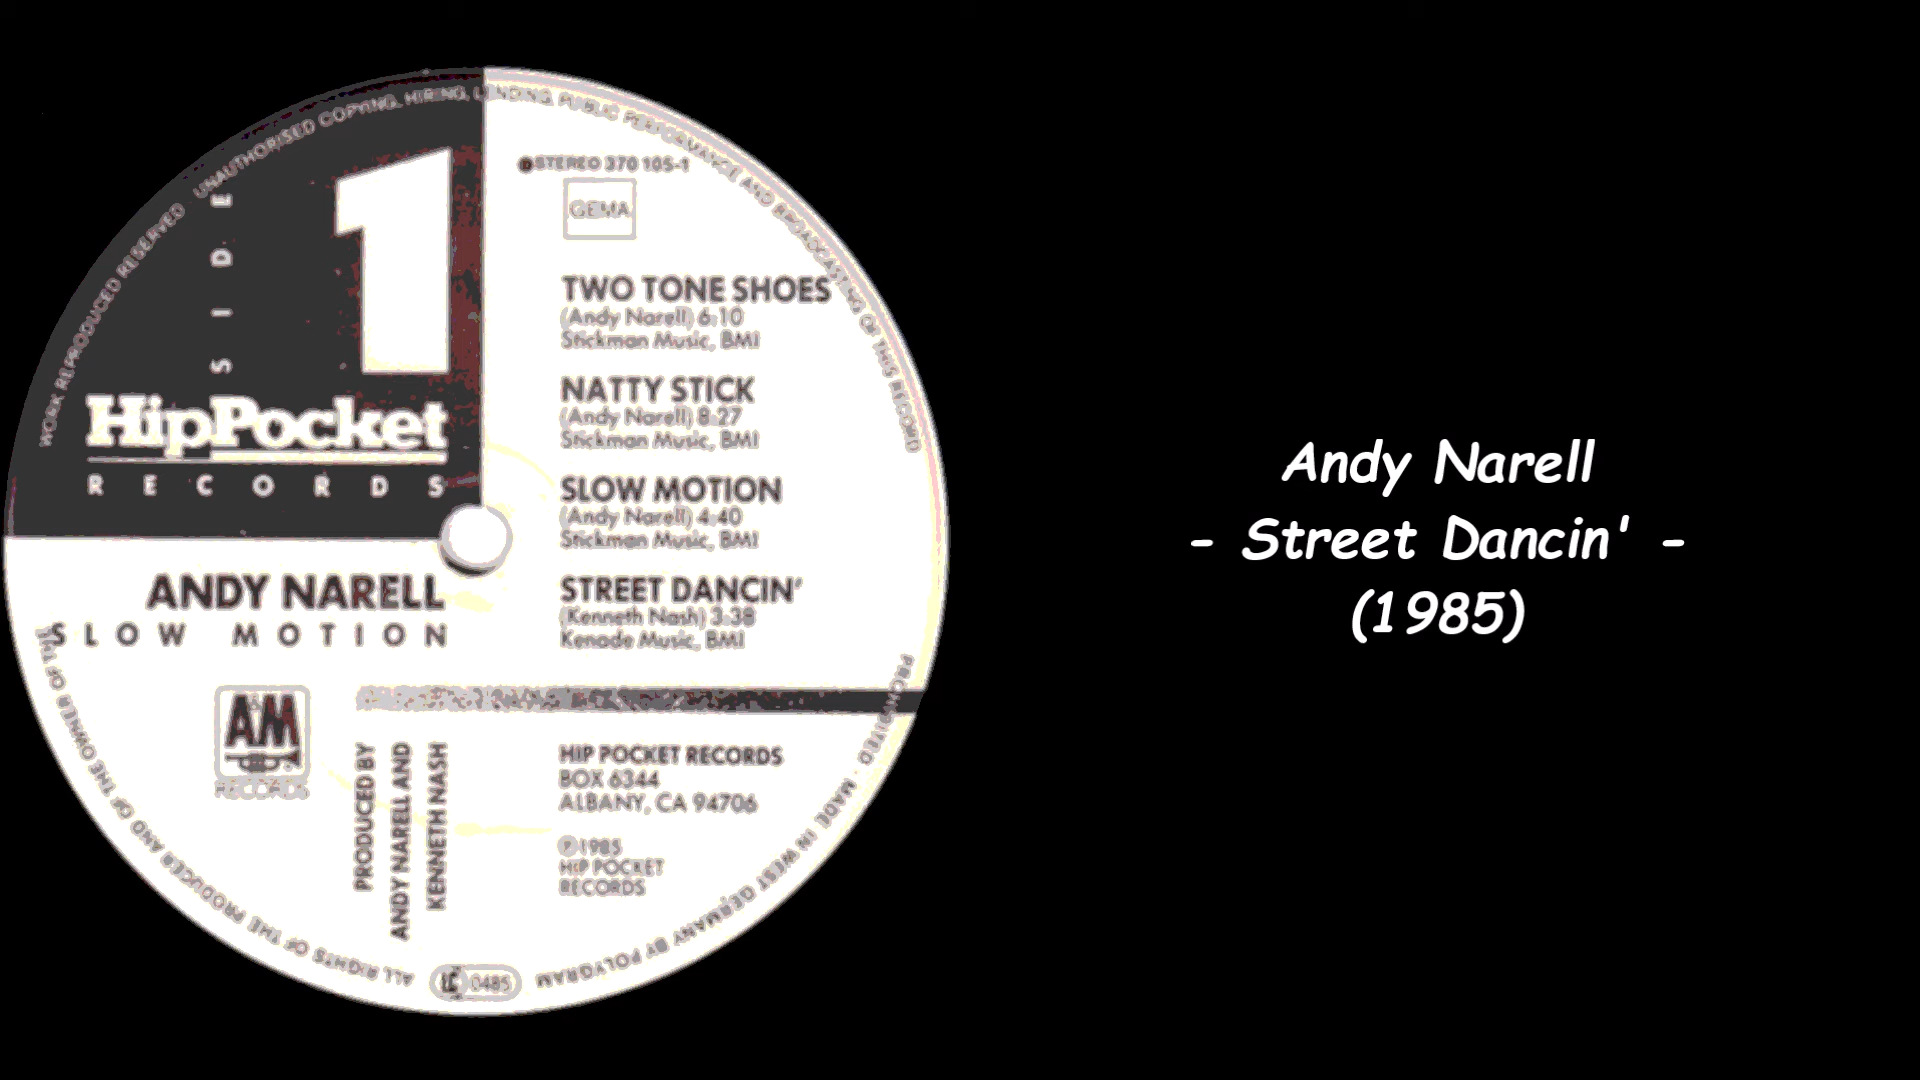 WORK REPRODUCED RESERVED UNAUTHORISED COPYING, HIRING, LENDING, PUBLIC PERFORMANCE AND BROADCASTING OF THIS RECORD
SIDE
1
HipPocket
RECORDS
ANDY NARELL
SLOW MOTION
A&M
RECORDS
PRODUCED BY
ANDY NARELL AND
KENNETH NASH
STEREO 370 105-1
GEMA
TWO TONE SHOES
(Andy Narell) 6:10
Stickman Music, BMI
NATTY STICK
(Andy Narell) 8:27
Stickman Music, BMI
SLOW MOTION
(Andy Narell) 4:40
Stickman Music, BMI
STREET DANCIN'
(Kenneth Nash) 3:38
Kenade Music, BMI
HIP POCKET RECORDS
BOX 6344
ALBANY, CA 94706
℗1985
HIP POCKET
RECORDS
PROHIBITED · MADE IN WEST GERMANY BY POLYGRAM
LC 0485
ALL RIGHTS OF THE PRODUCER AND OF THE OWNER OF THE
Andy Narell
- Street Dancin' -
(1985)